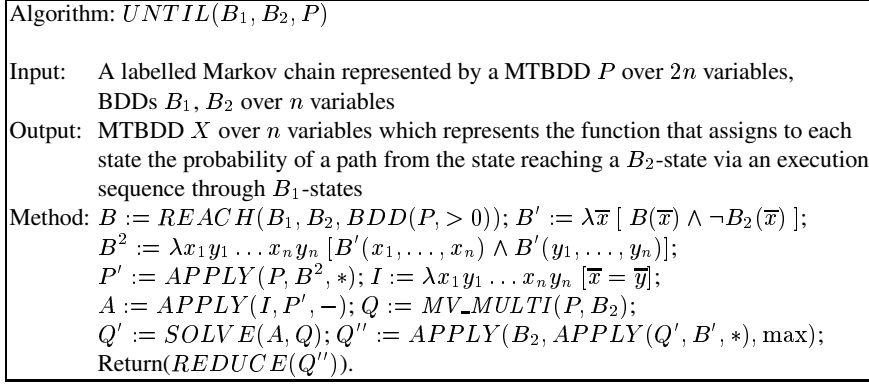 Algorithm: UNTIL(B₁, B₂, P)
Input: A labelled Markov chain represented by a MTBDD P over 2n variables,
BDDs B₁, B₂ over n variables
Output: MTBDD X over n variables which represents the function that assigns to each
state the probability of a path from the state reaching a B₂-state via an execution
sequence through B₁-states
Method: B := REACH(B₁, B₂, BDD(P, > 0)); B′ := λx̅ [ B(x̅) ∧ ¬B₂(x̅) ];
B² := λx₁y₁ … xₙyₙ [B′(x₁, …, xₙ) ∧ B′(y₁, …, yₙ)];
P′ := APPLY(P, B², *); I := λx₁y₁ … xₙyₙ [x̅ = y̅];
A := APPLY(I, P′, −); Q := MV_MULTI(P, B₂);
Q′ := SOLVE(A, Q); Q″ := APPLY(B₂, APPLY(Q′, B′, *), max);
Return(REDUCE(Q″)).